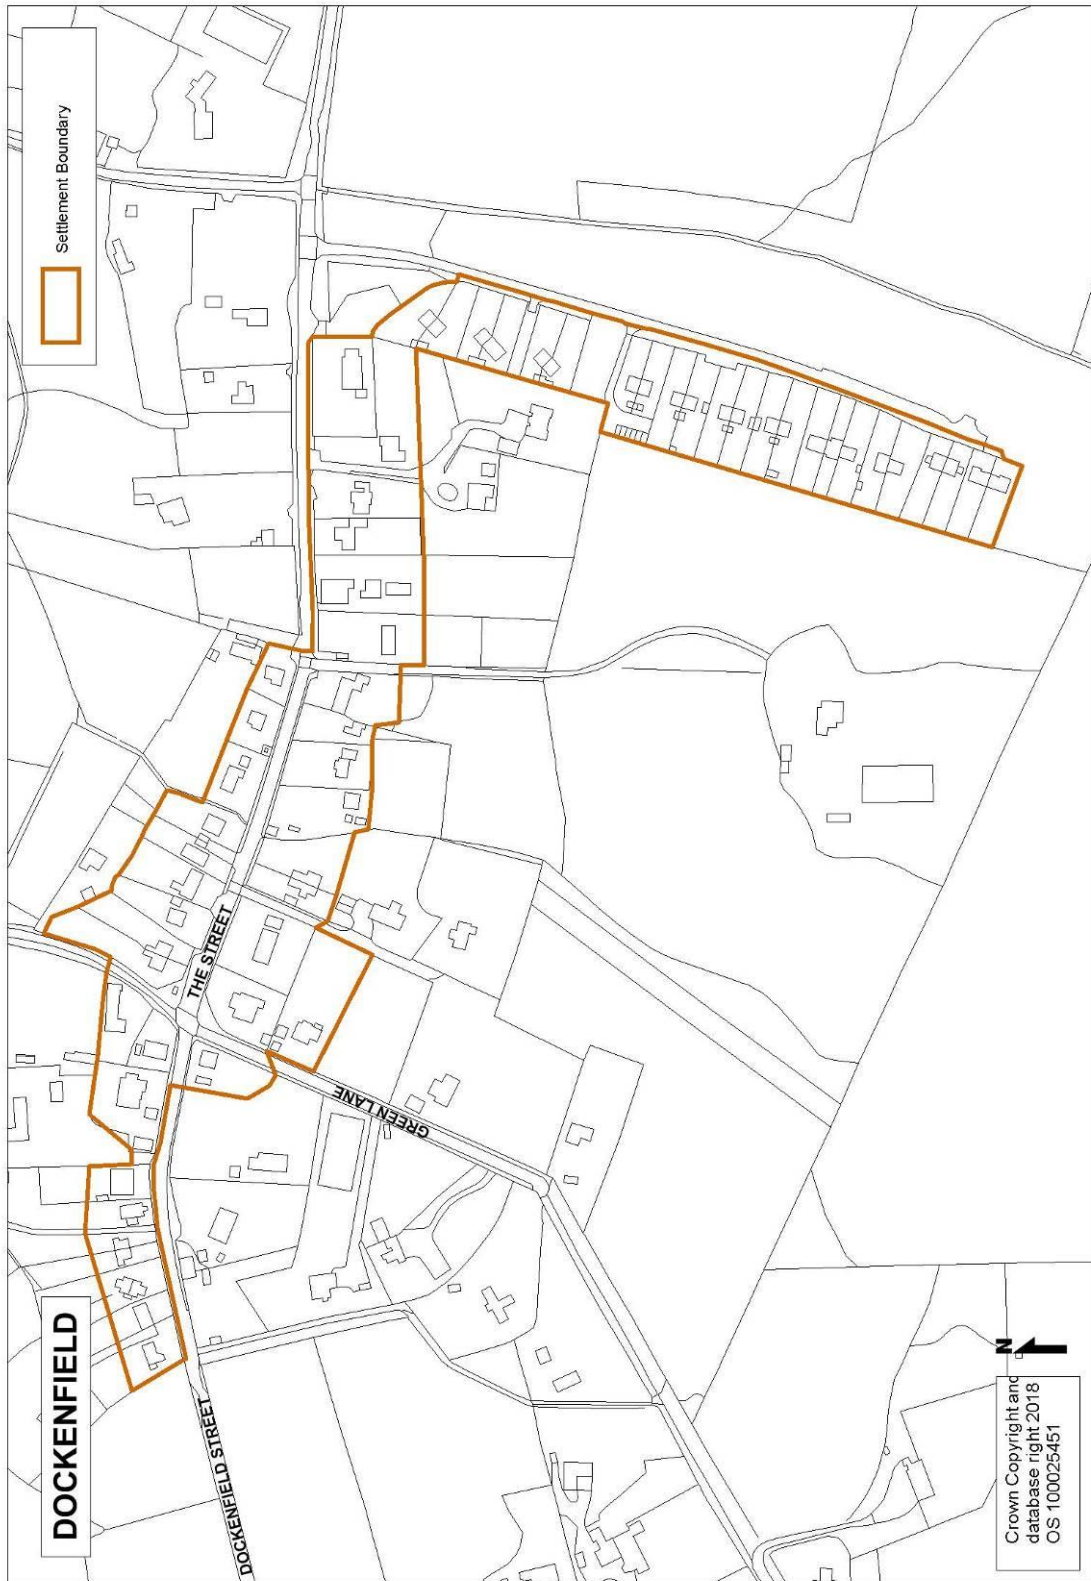 DOCKENFIELD
Settlement Boundary
THE STREET
GREEN LANE
DOCKENFIELD STREET
N
Crown Copyright and
database right 2018
OS 100025451